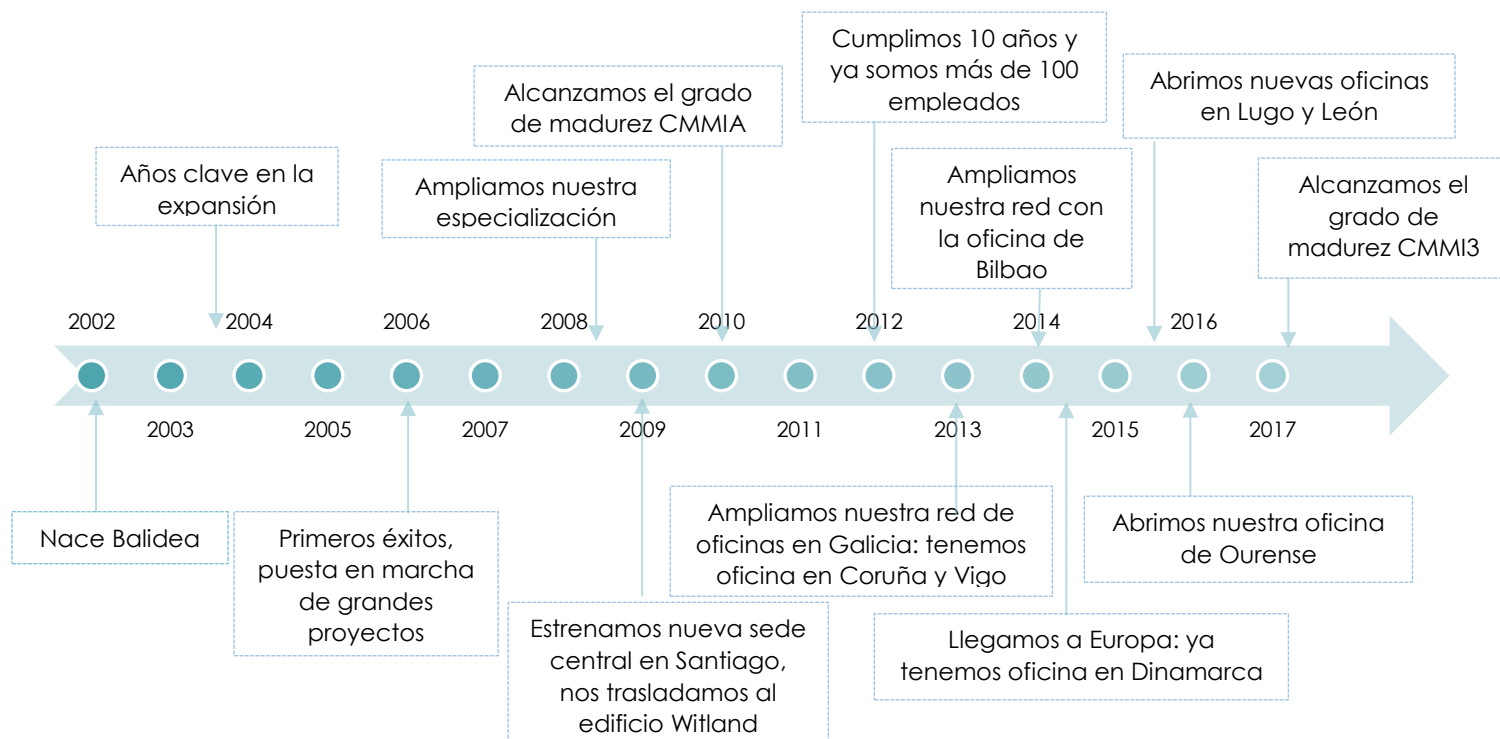 Cumplimos 10 años y
ya somos más de 100
empleados
Alcanzamos el grado
de madurez CMMIA
Abrimos nuevas oficinas
en Lugo y León
Años clave en la
expansión
Ampliamos nuestra
especialización
Ampliamos
nuestra red con
la oficina de
Bilbao
Alcanzamos el
grado de
madurez CMMI3
2002
2004
2006
2008
2010
2012
2014
2016
2003
2005
2007
2009
2011
2013
2015
2017
Nace Balidea
Primeros éxitos,
puesta en marcha
de grandes
proyectos
Estrenamos nueva sede
central en Santiago,
nos trasladamos al
edificio Witland
Ampliamos nuestra red de
oficinas en Galicia: tenemos
oficina en Coruña y Vigo
Llegamos a Europa: ya
tenemos oficina en Dinamarca
Abrimos nuestra oficina
de Ourense